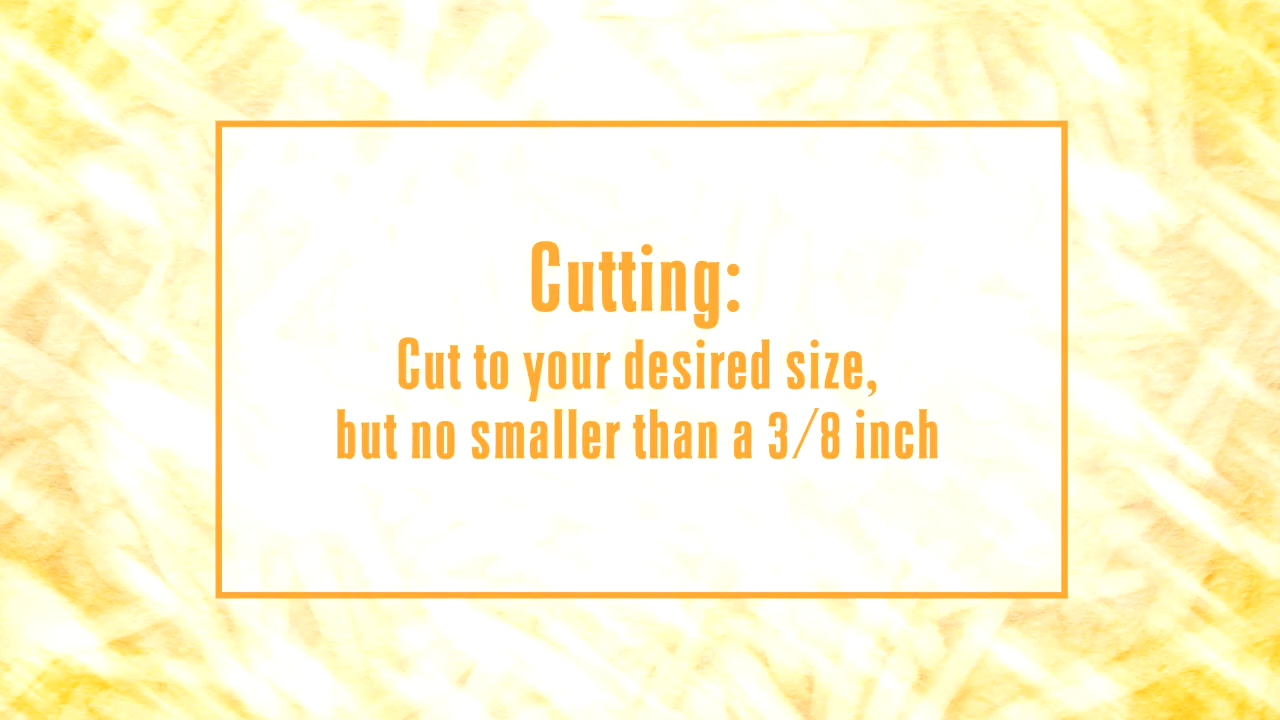 Cutting:
Cut to your desired size,
but no smaller than a 3/8 inch